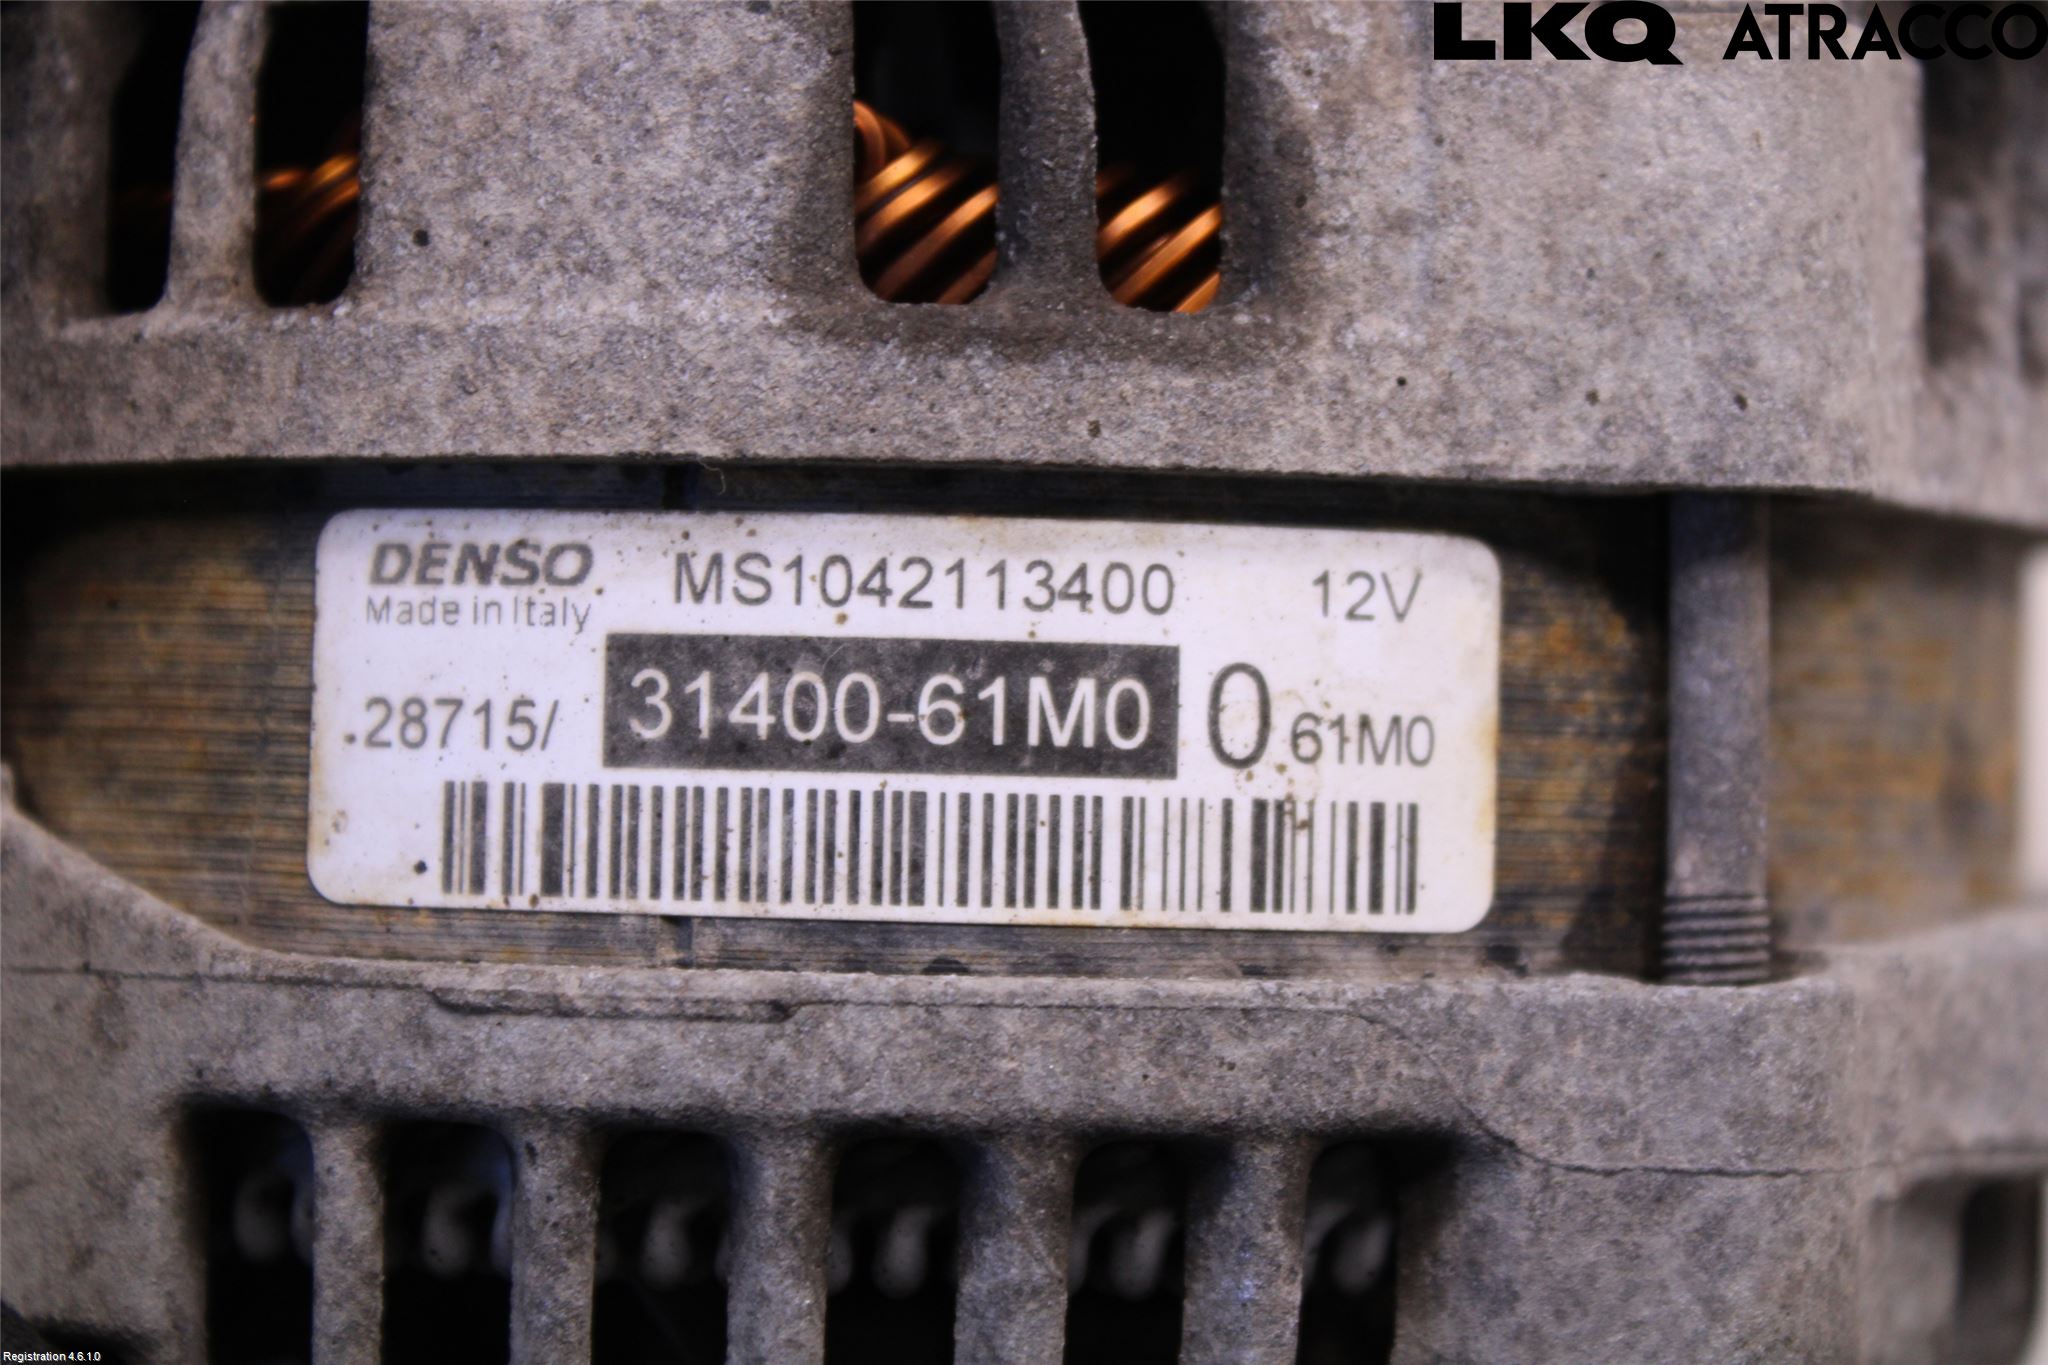 LKQ ATRACCO
DENSO MS1042113400 12V
Made in Italy
.28715/ 31400-61M0 0 61M0
Registration 4.6.1.0